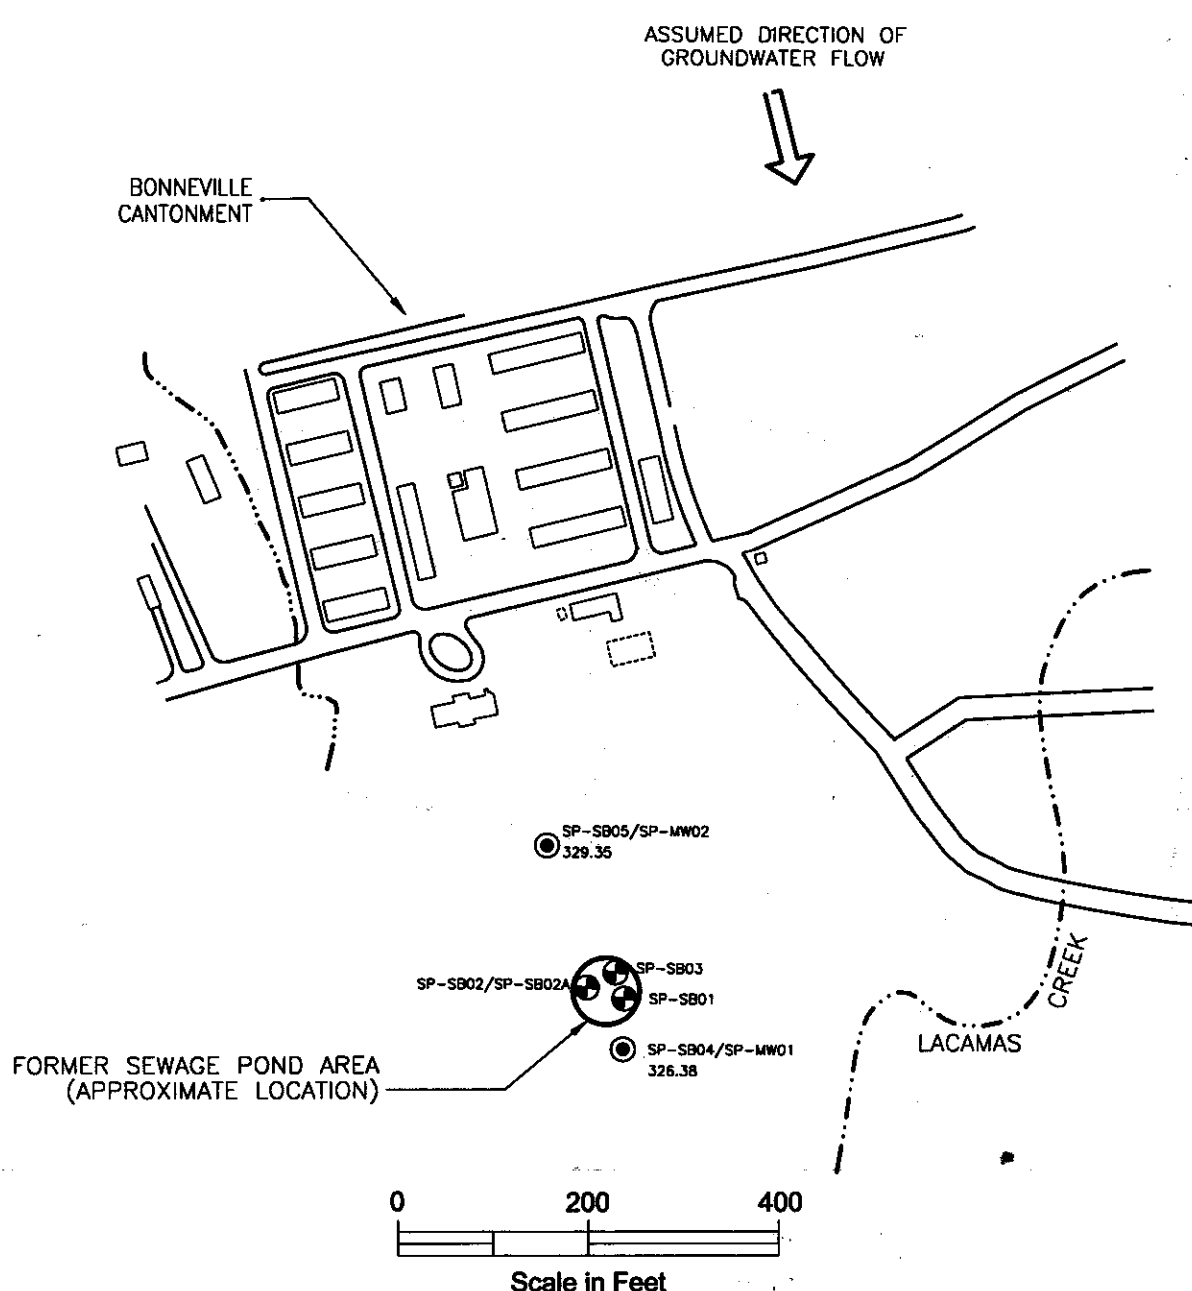 ASSUMED DIRECTION OF
GROUNDWATER FLOW
BONNEVILLE
CANTONMENT
SP-SB05/SP-MW02
329.35
SP-SB03
SP-SB02/SP-SB02A
SP-SB01
CREEK
LACAMAS
SP-SB04/SP-MW01
326.38
FORMER SEWAGE POND AREA
(APPROXIMATE LOCATION)
0 200 400
Scale in Feet